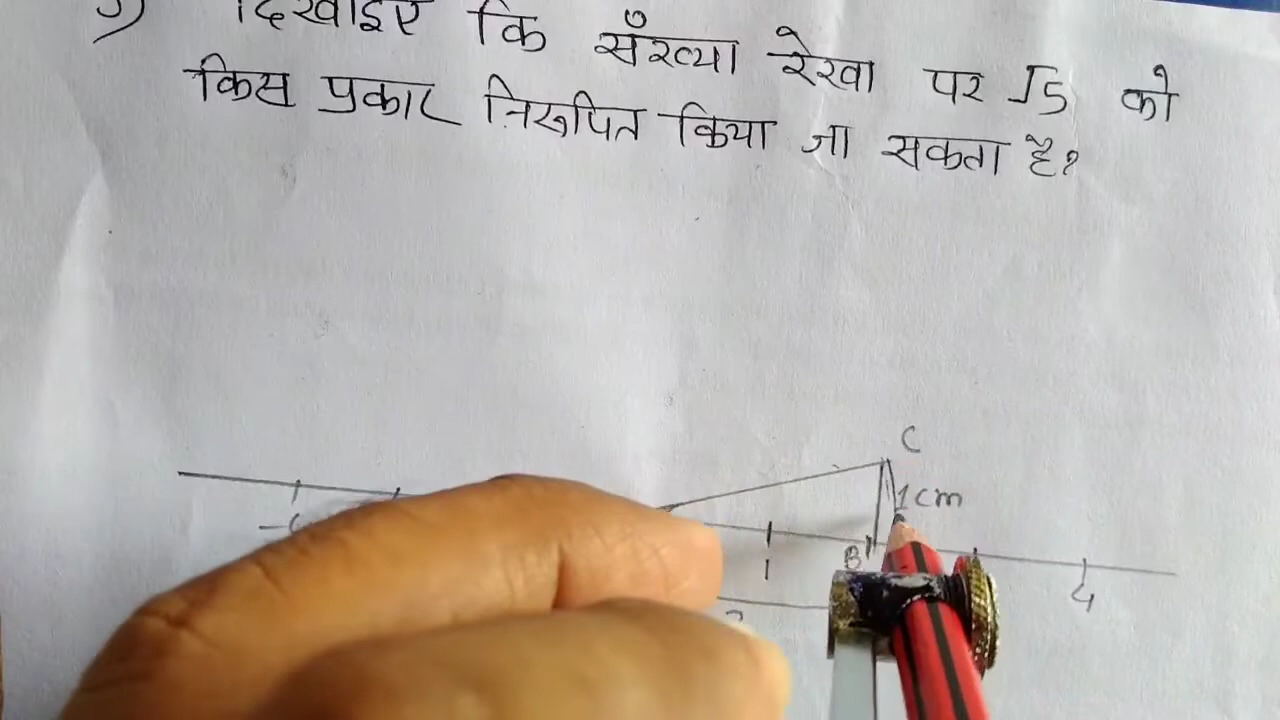 दिखाइए कि सँख्या रेखा पर √5 को
किस प्रकार निरूपित किया जा सकता है?
C
1cm
B
1
4